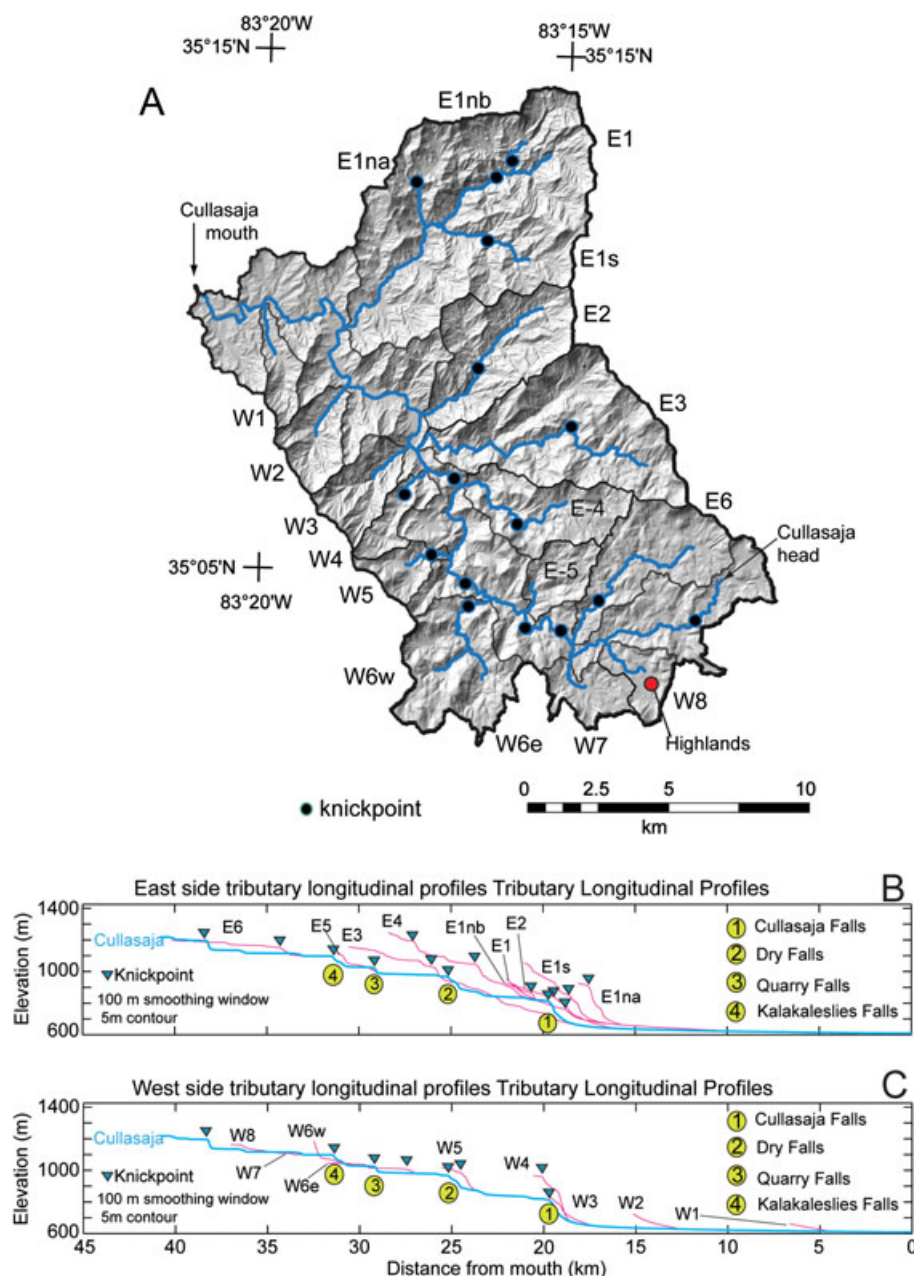 83°20'W
35°15'N
83°15'W
35°15'N
A
E1nb
E1
E1na
Cullasaja
mouth
E1s
E2
W1
E3
W2
W3
E-4
E6
Cullasaja
head
W4
35°05'N
83°20'W
E-5
W5
W6w
W8
W6e
W7
Highlands
knickpoint
0 2.5 5 10
km
East side tributary longitudinal profiles Tributary Longitudinal Profiles
B
1400
1000
600
Elevation (m)
Cullasaja
E6
E5
E3
E4
E1nb
E1
E2
E1s
E1na
Knickpoint
100 m smoothing window
5m contour
4
3
2
1
1 Cullasaja Falls
2 Dry Falls
3 Quarry Falls
4 Kalakaleslies Falls
West side tributary longitudinal profiles Tributary Longitudinal Profiles
C
1400
1000
600
Elevation (m)
Cullasaja
W8
W7
W6w
W6e
W5
W4
W3
W2
W1
Knickpoint
100 m smoothing window
5m contour
4
3
2
1
1 Cullasaja Falls
2 Dry Falls
3 Quarry Falls
4 Kalakaleslies Falls
45 40 35 30 25 20 15 10 5 0
Distance from mouth (km)